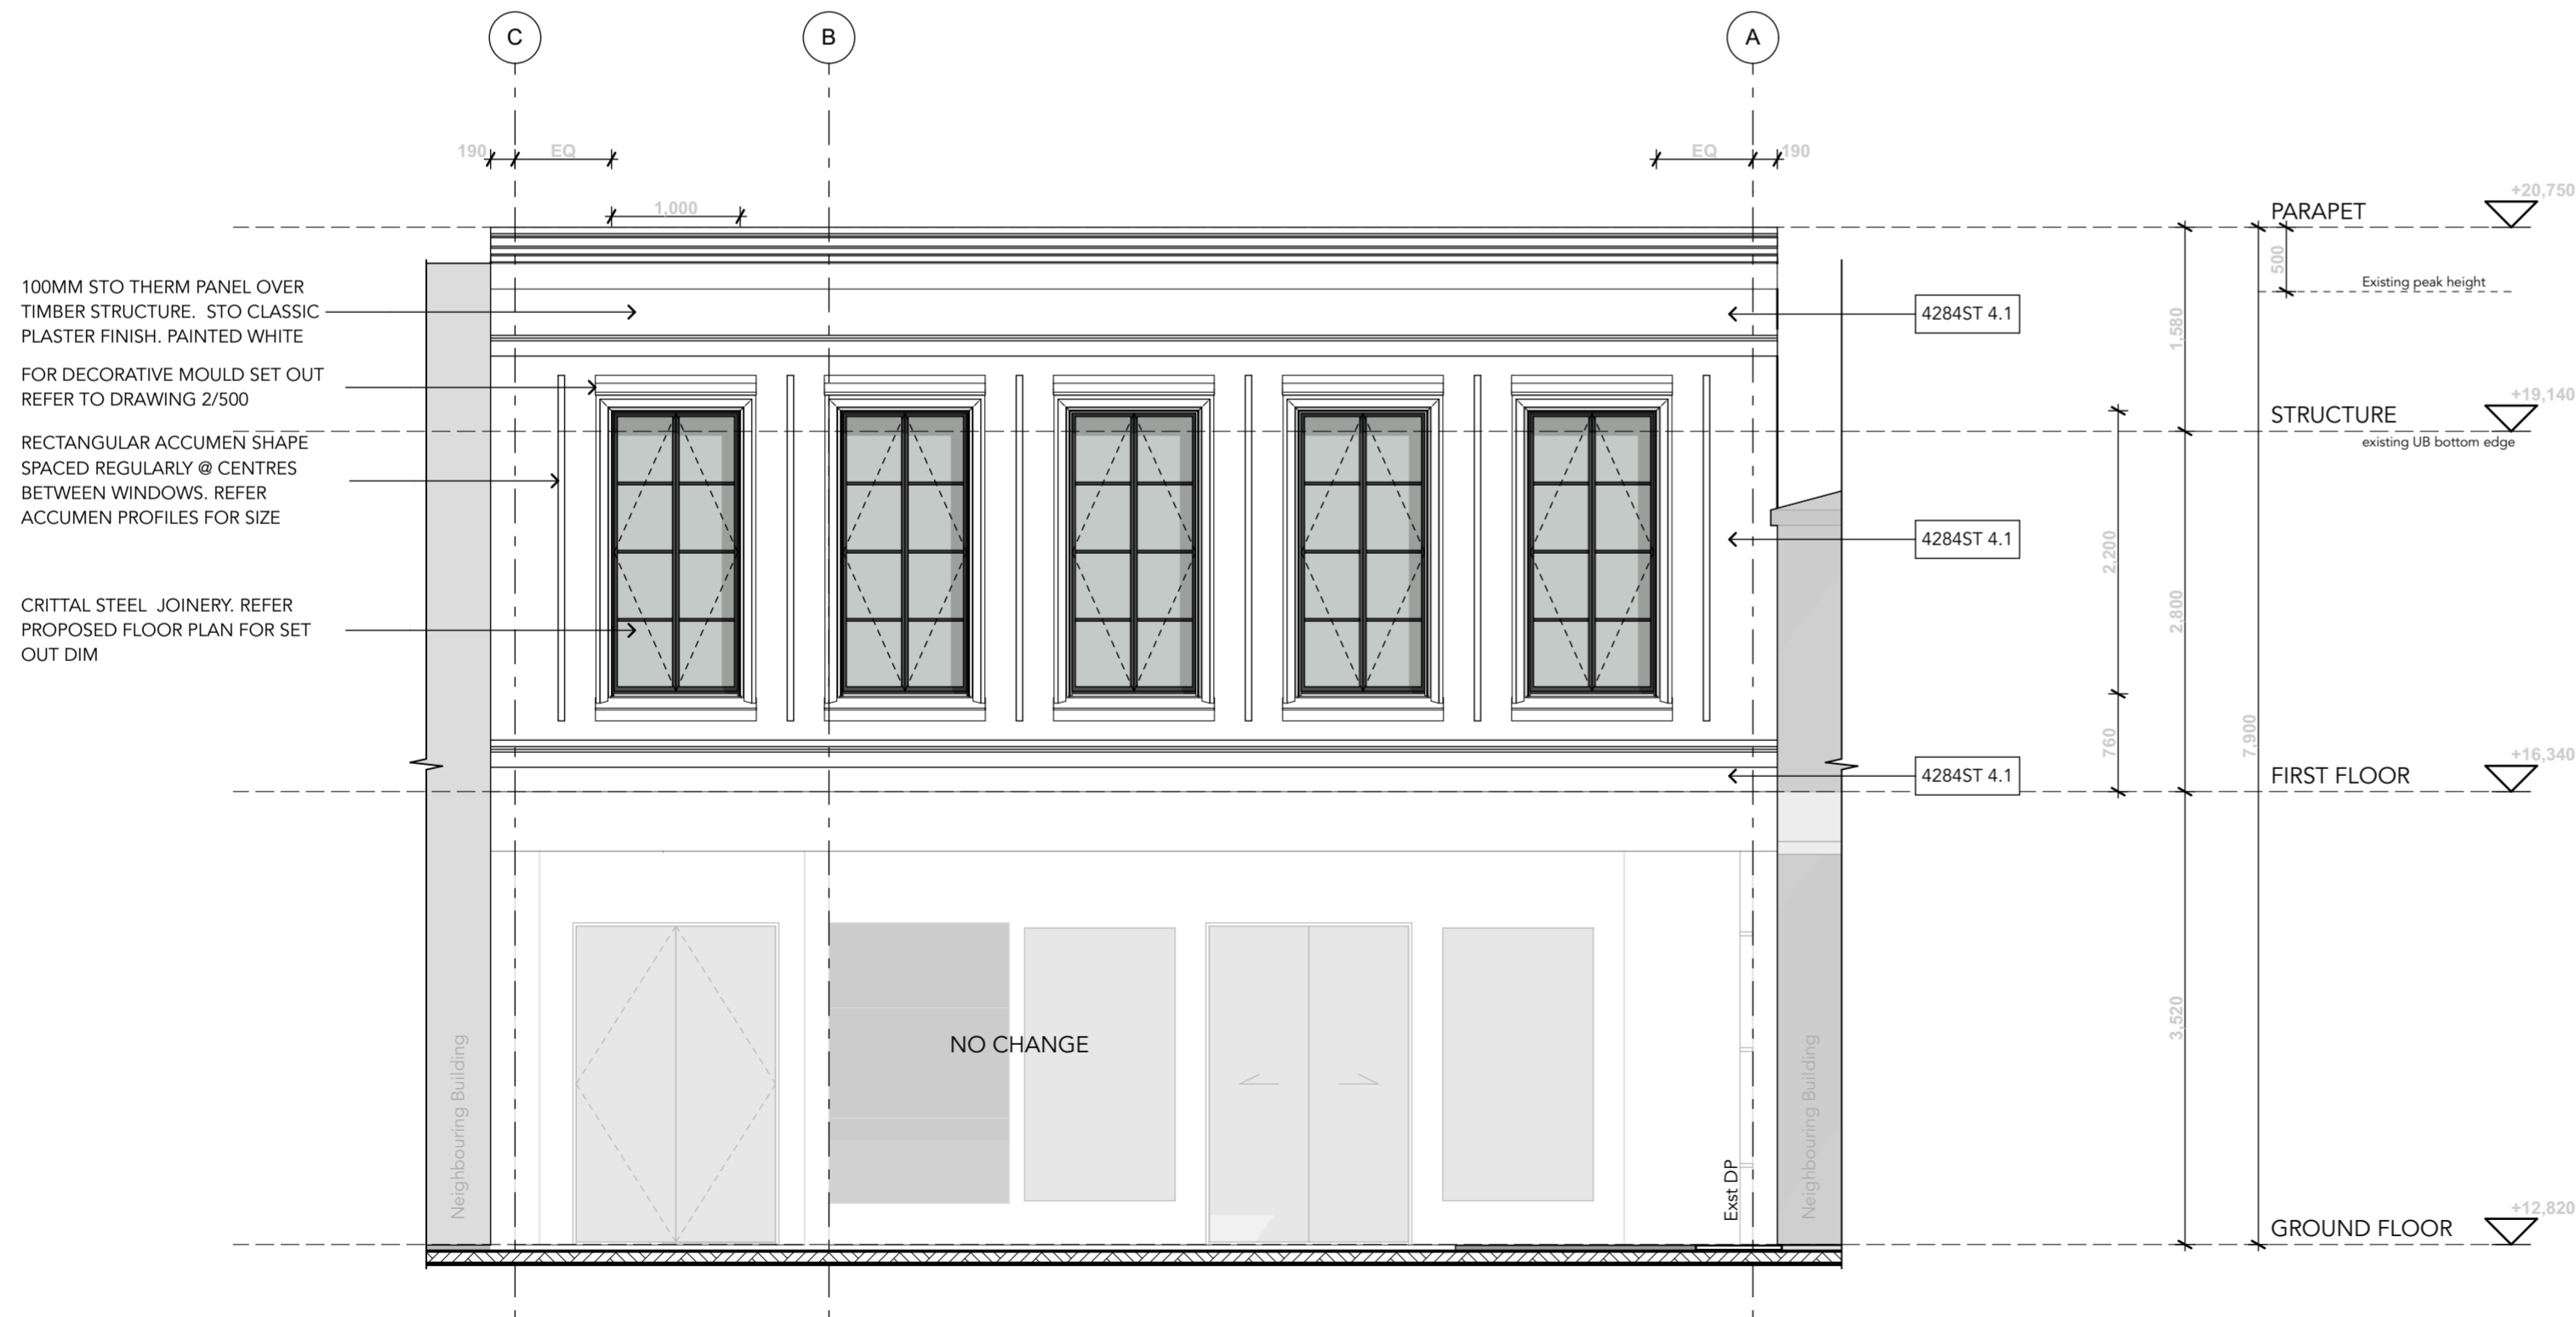 C
B
A
190
EQ
EQ
190
1,000
+20,750
PARAPET
500
Existing peak height
100MM STO THERM PANEL OVER
TIMBER STRUCTURE. STO CLASSIC
PLASTER FINISH. PAINTED WHITE
4284ST 4.1
1,580
FOR DECORATIVE MOULD SET OUT
REFER TO DRAWING 2/500
+19,140
STRUCTURE
existing UB bottom edge
RECTANGULAR ACCUMEN SHAPE
SPACED REGULARLY @ CENTRES
BETWEEN WINDOWS. REFER
ACCUMEN PROFILES FOR SIZE
4284ST 4.1
2,200
2,800
CRITTAL STEEL JOINERY. REFER
PROPOSED FLOOR PLAN FOR SET
OUT DIM
760
7,900
+16,340
4284ST 4.1
FIRST FLOOR
3,520
NO CHANGE
Neighbouring Building
Exst DP
Neighbouring Building
+12,820
GROUND FLOOR